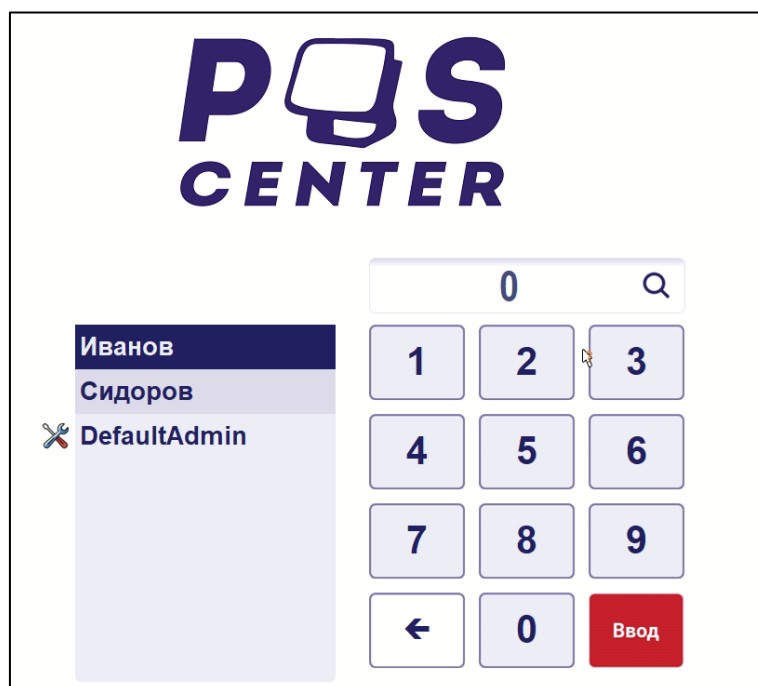 POS
CENTER
0
Иванов
Сидоров
DefaultAdmin
1 2 3
4 5 6
7 8 9
0 Ввод